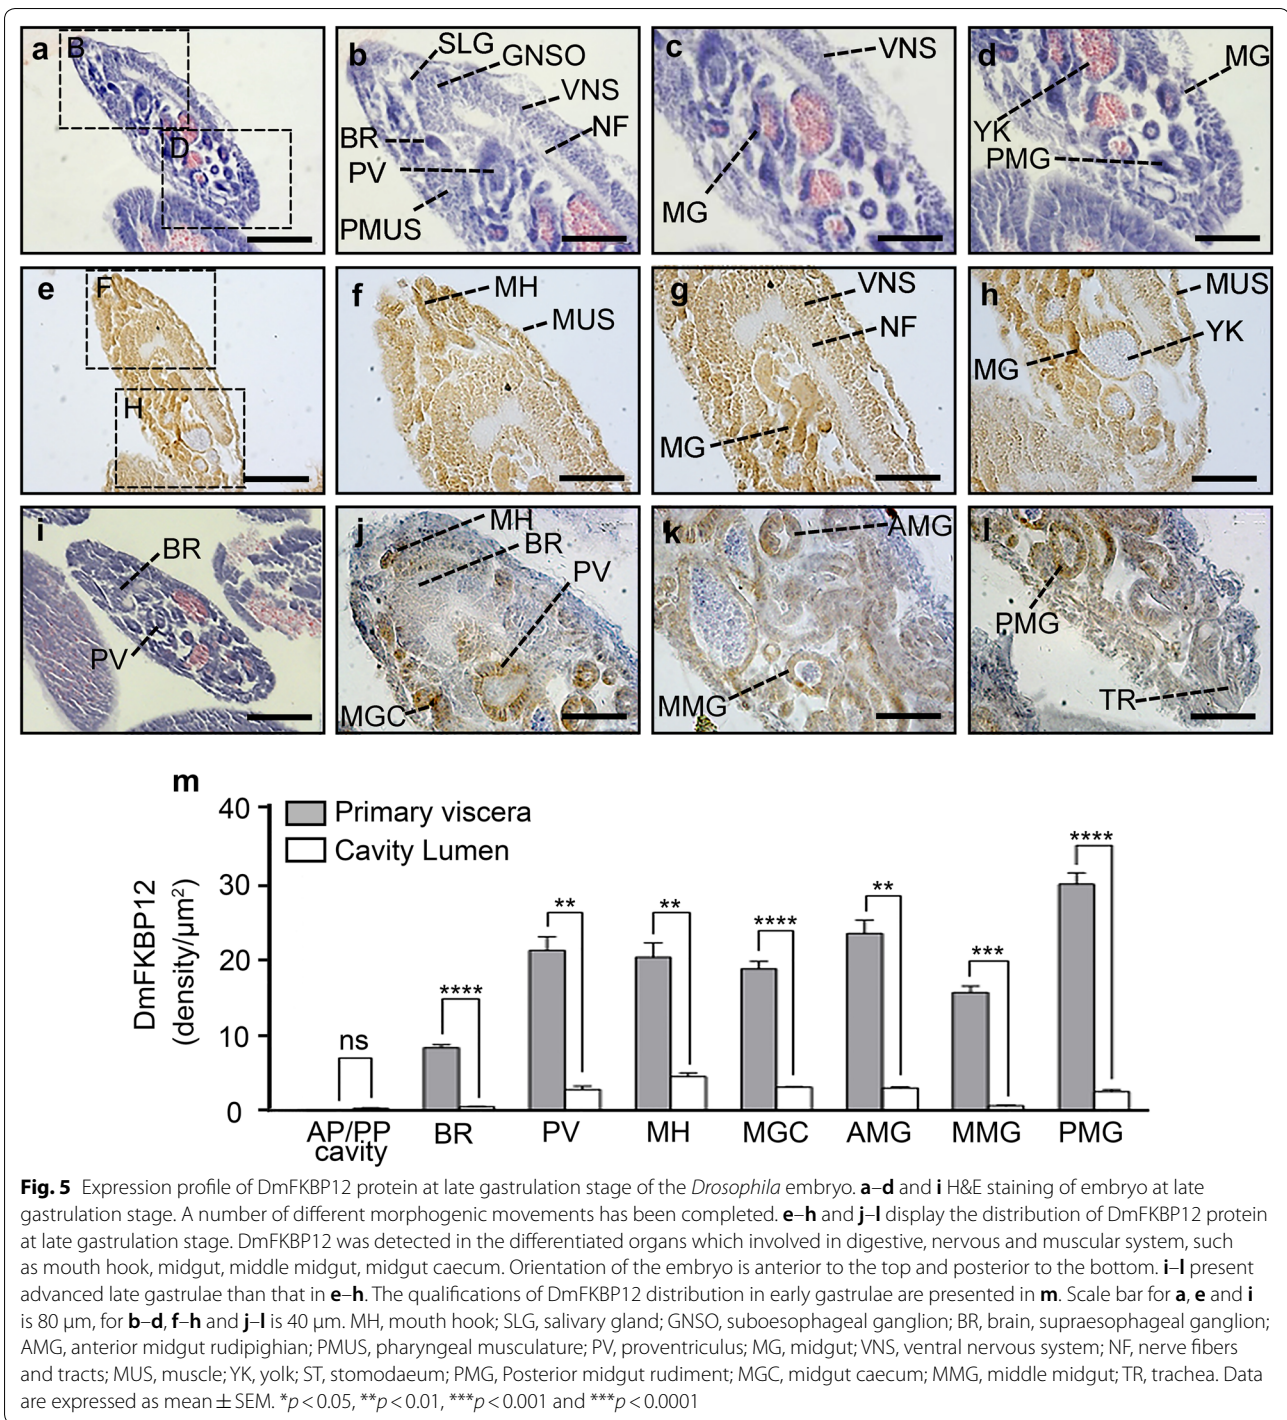 a B
b SLG GNSO
VNS
BR NF
PV
PMUS
c VNS
MG
d MG
YK
PMG
e F
H
f MH
MUS
g VNS
NF
MG
h MUS
YK
MG
i BR
PV
j MH
BR
PV
MGC
k AMG
MMG
l
PMG
TR
m
40
30
20
10
0
DmFKBP12
(density/µm²)
Primary viscera
Cavity Lumen
ns
****
**
**
****
**
***
****
AP/PP BR PV MH MGC AMG MMG PMG
cavity
Fig. 5 Expression profile of DmFKBP12 protein at late gastrulation stage of the Drosophila embryo. a–d and i H&E staining of embryo at late
gastrulation stage. A number of different morphogenic movements has been completed. e–h and j–l display the distribution of DmFKBP12 protein
at late gastrulation stage. DmFKBP12 was detected in the differentiated organs which involved in digestive, nervous and muscular system, such
as mouth hook, midgut, middle midgut, midgut caecum. Orientation of the embryo is anterior to the top and posterior to the bottom. i–l present
advanced late gastrulae than that in e–h. The qualifications of DmFKBP12 distribution in early gastrulae are presented in m. Scale bar for a, e and i
is 80 µm, for b–d, f–h and j–l is 40 µm. MH, mouth hook; SLG, salivary gland; GNSO, suboesophageal ganglion; BR, brain, supraesophageal ganglion;
AMG, anterior midgut rudipighian; PMUS, pharyngeal musculature; PV, proventriculus; MG, midgut; VNS, ventral nervous system; NF, nerve fibers
and tracts; MUS, muscle; YK, yolk; ST, stomodaeum; PMG, Posterior midgut rudiment; MGC, midgut caecum; MMG, middle midgut; TR, trachea. Data
are expressed as mean ± SEM. *p < 0.05, **p < 0.01, ***p < 0.001 and ***p < 0.0001